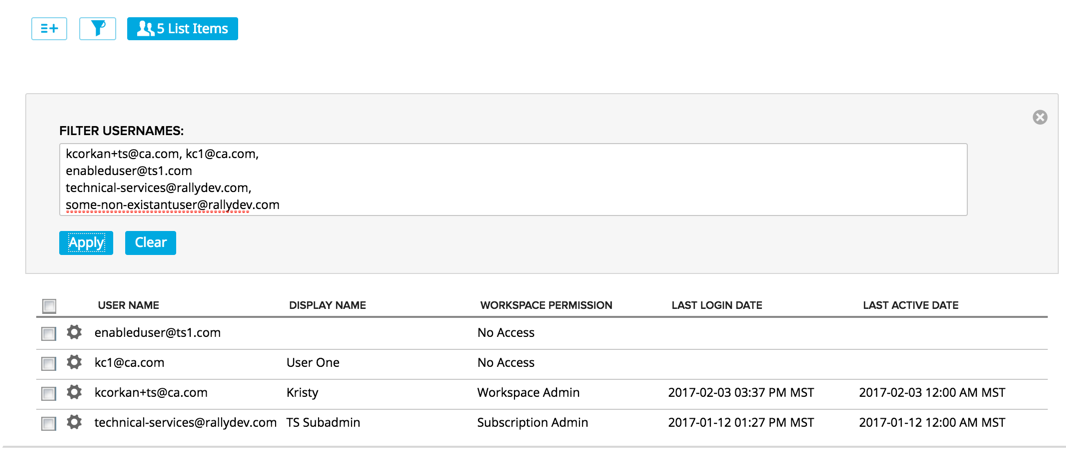 5 List Items
FILTER USERNAMES:
kcorkan+ts@ca.com, kc1@ca.com,
enableduser@ts1.com
technical-services@rallydev.com,
some-non-existantuser@rallydev.com
Apply Clear
USER NAME DISPLAY NAME WORKSPACE PERMISSION LAST LOGIN DATE LAST ACTIVE DATE
enableduser@ts1.com No Access
kc1@ca.com User One No Access
kcorkan+ts@ca.com Kristy Workspace Admin 2017-02-03 03:37 PM MST 2017-02-03 12:00 AM MST
technical-services@rallydev.com TS Subadmin Subscription Admin 2017-01-12 01:27 PM MST 2017-01-12 12:00 AM MST